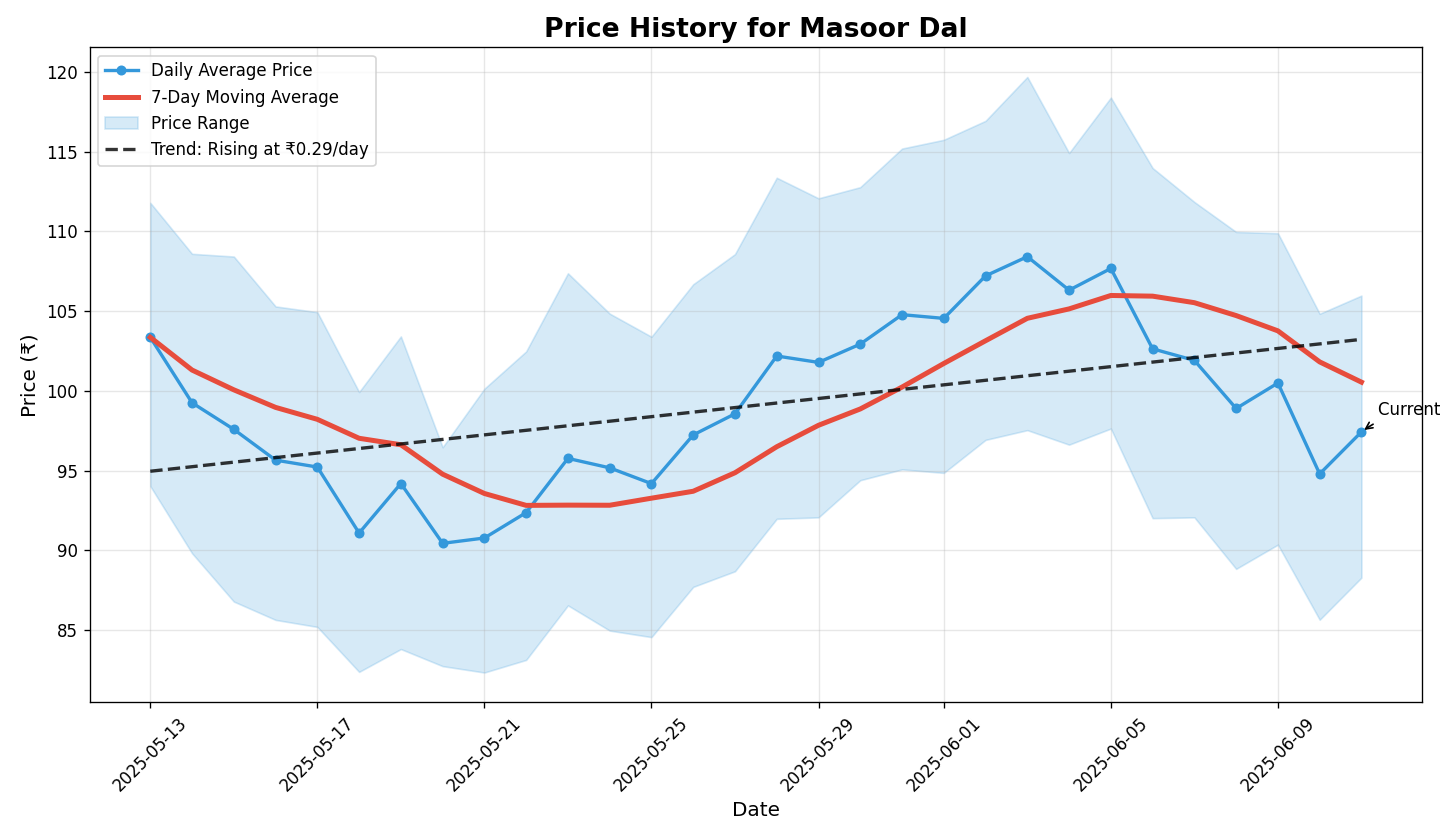 Price History for Masoor Dal
Daily Average Price
7-Day Moving Average
Price Range
Trend: Rising at ₹0.29/day
Price (₹)
120
115
110
105
100
95
90
85
Current
2025-05-13
2025-05-17
2025-05-21
2025-05-25
2025-05-29
2025-06-01
2025-06-05
2025-06-09
Date